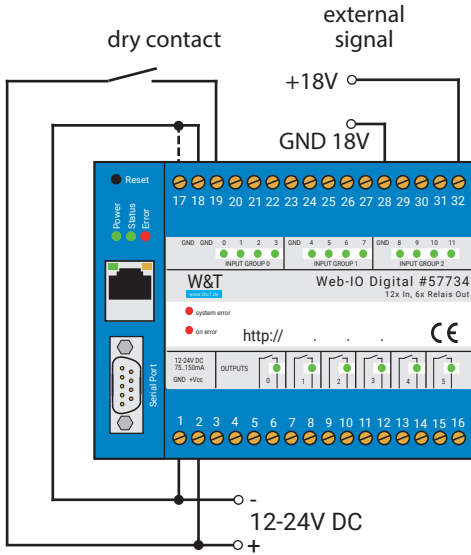 external
dry contact
signal
+18V
GND 18V
Reset
Power
Status
Error
17 18 19 20 21 22 23 24 25 26 27 28 29 30 31 32
GND GND 0 1 2 3 GND 4 5 6 7 GND 8 9 10 11
INPUT GROUP 0 INPUT GROUP 1 INPUT GROUP 2
W&T
www.WuT.de
Web-IO Digital #57734
12x In, 6x Relais Out
system error
on error
http:// . . .
CE
12-24V DC
75..150mA
GND +Vcc
OUTPUTS
0 1 2 3 4 5
Serial Port
1 2 3 4 5 6 7 8 9 10 11 12 13 14 15 16
-
12-24V DC
+